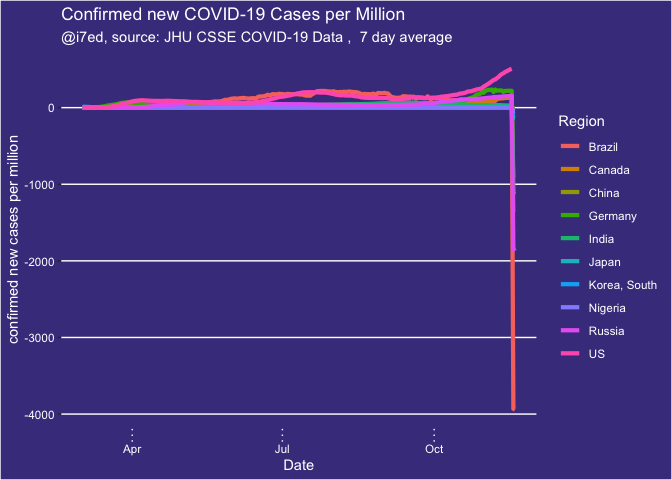 Confirmed new COVID-19 Cases per Million
@i7ed, source: JHU CSSE COVID-19 Data ,  7 day average
confirmed new cases per million
0
-1000
-2000
-3000
-4000
Apr
Jul
Oct
Date
Region
Brazil
Canada
China
Germany
India
Japan
Korea, South
Nigeria
Russia
US